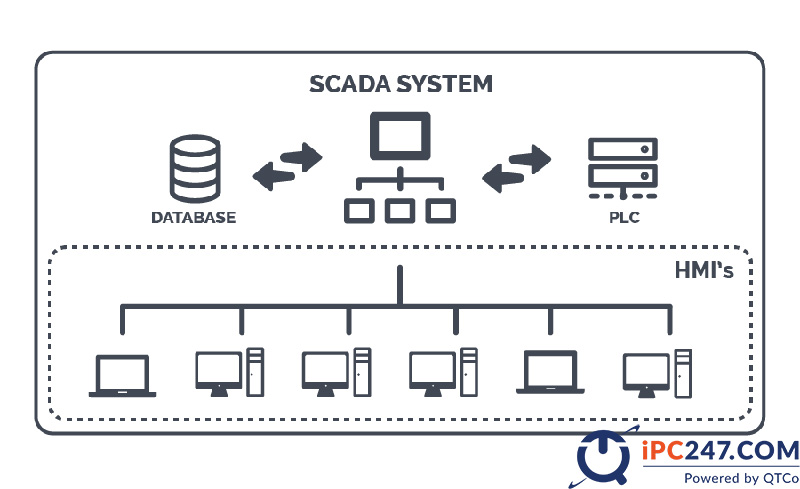 SCADA SYSTEM
DATABASE
PLC
HMI's
iPC247.COM
Powered by QTCo